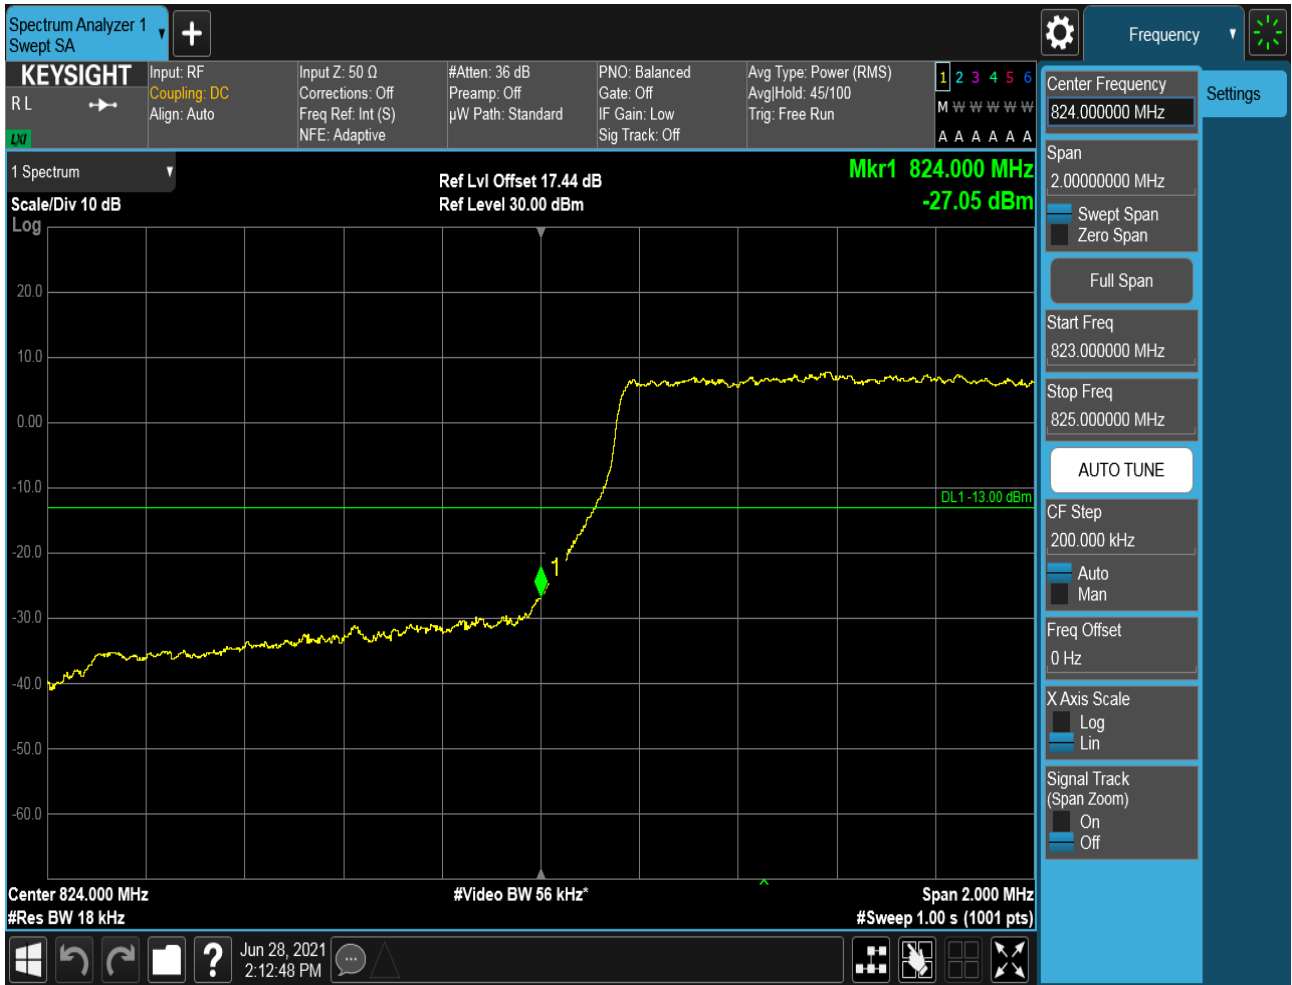 Spectrum Analyzer 1
Swept SA
Frequency
KEYSIGHT
R L
LXI
Input: RF
Coupling: DC
Align: Auto
Input Z: 50 Ω
Corrections: Off
Freq Ref: Int (S)
NFE: Adaptive
#Atten: 36 dB
Preamp: Off
µW Path: Standard
PNO: Balanced
Gate: Off
IF Gain: Low
Sig Track: Off
Avg Type: Power (RMS)
Avg|Hold: 45/100
Trig: Free Run
1 2 3 4 5 6
M W W W W W
A A A A A A
1 Spectrum
Scale/Div 10 dB
Log
Ref Lvl Offset 17.44 dB
Ref Level 30.00 dBm
Mkr1 824.000 MHz
-27.05 dBm
20.0
10.0
0.00
-10.0
-20.0
-30.0
-40.0
-50.0
-60.0
DL1 -13.00 dBm
1
Center 824.000 MHz
#Res BW 18 kHz
#Video BW 56 kHz*
Span 2.000 MHz
#Sweep 1.00 s (1001 pts)
Jun 28, 2021
2:12:48 PM
?
Center Frequency
824.000000 MHz
Settings
Span
2.00000000 MHz
Swept Span
Zero Span
Full Span
Start Freq
823.000000 MHz
Stop Freq
825.000000 MHz
AUTO TUNE
CF Step
200.000 kHz
Auto
Man
Freq Offset
0 Hz
X Axis Scale
Log
Lin
Signal Track
(Span Zoom)
On
Off